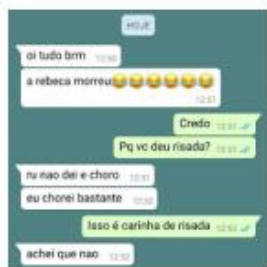 HOJE
oi tudo brm
a rebeca morreu😂😂😂😂😂😂
Credo
Pq vc deu risada?
ru nao dei e choro
eu chorei bastante
Isso é carinha de risada
achei que nao